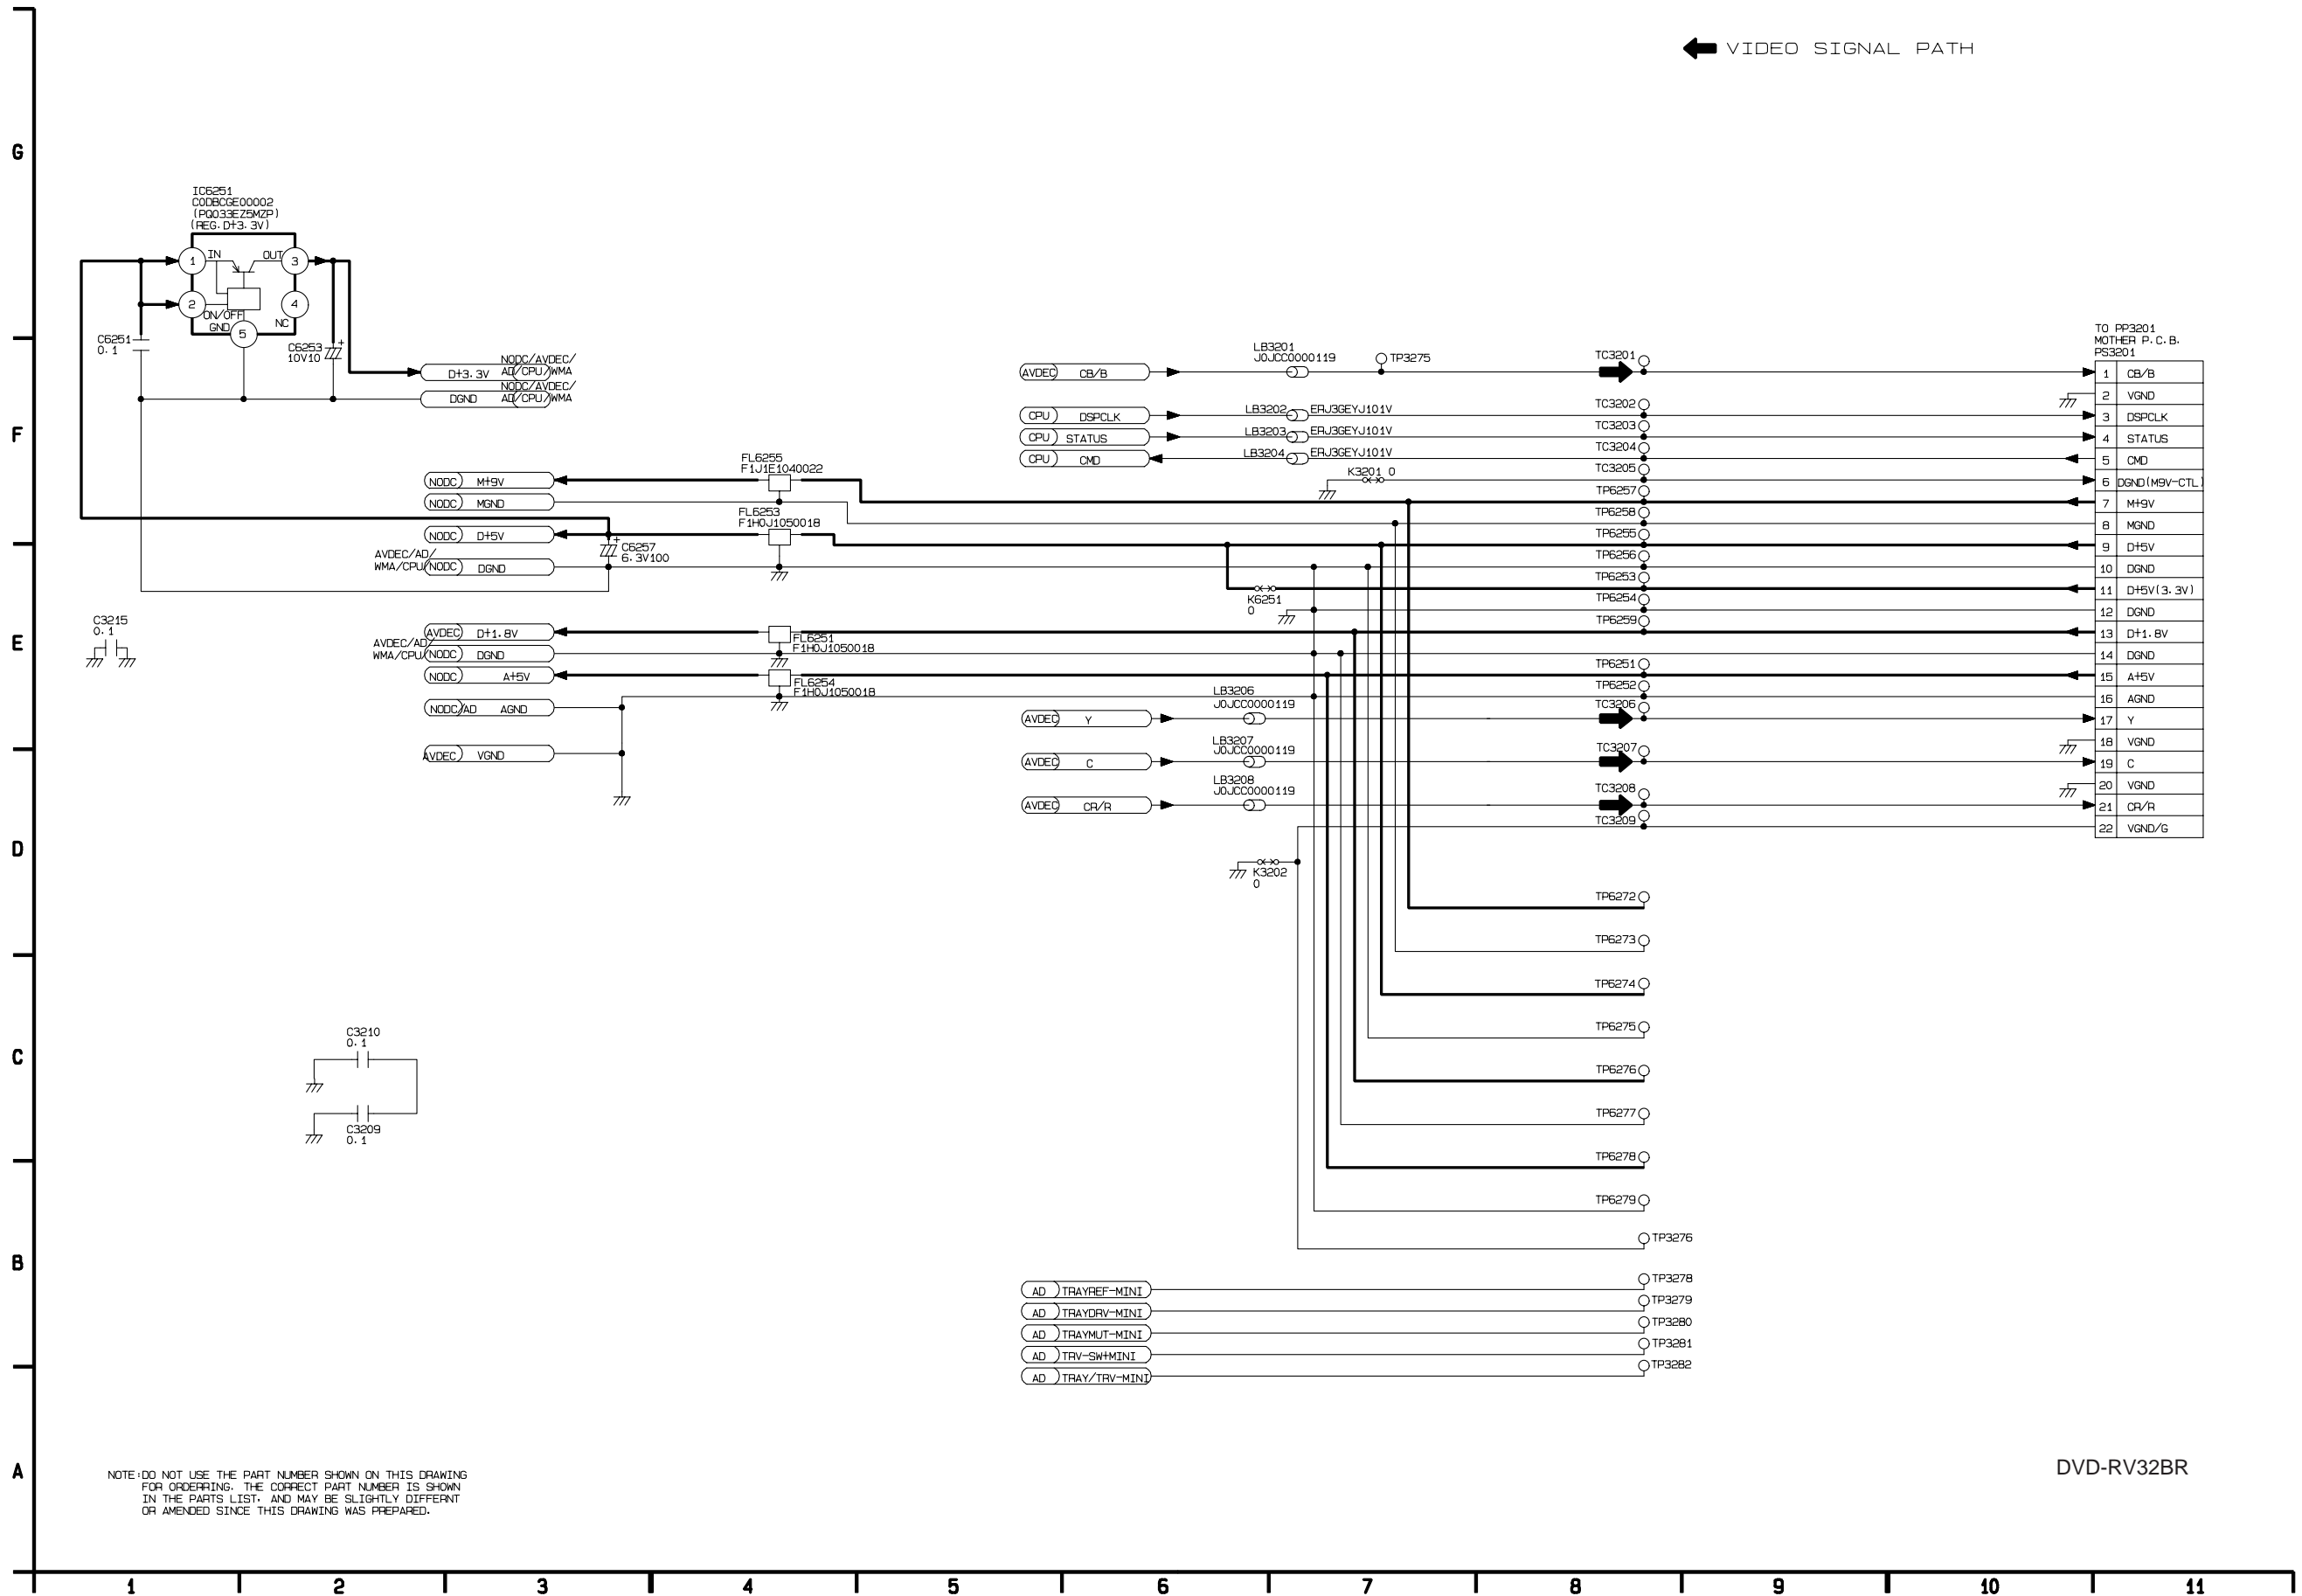 VIDEO SIGNAL PATH
G
IC6251
C0DBCGE00002
(PQ033EZ5MZP)
(REG. D+3. 3V)
1 IN OUT 3
2 ON/OFF 4
GND 5 NC
C6251
0. 1
C6253 +
10V10
D+3. 3V NODC/AVDEC/
AD/CPU/WMA
DGND NODC/AVDEC/
AD/CPU/WMA
LB3201
J0JCC0000119
TP3275
TC3201
AVDEC CB/B
TO PP3201
MOTHER P. C. B.
PS3201
1 CB/B
2 VGND
3 DSPCLK
4 STATUS
5 CMD
6 DGND(M9V-CTL)
7 M+9V
8 MGND
9 D+5V
10 DGND
11 D+5V(3. 3V)
12 DGND
13 D+1. 8V
14 DGND
15 A+5V
16 AGND
17 Y
18 VGND
19 C
20 VGND
21 CR/R
22 VGND/G
F
CPU DSPCLK LB3202 ERJ3GEYJ101V TC3202
CPU STATUS LB3203 ERJ3GEYJ101V TC3203
CPU CMD LB3204 ERJ3GEYJ101V TC3204
K3201 0 TC3205
TP6257
TP6258
TP6255
TP6256
TP6253
TP6254
TP6259
TP6251
TP6252
NODC M+9V
FL6255
F1J1E1040022
NODC MGND
FL6253
F1H0J1050018
NODC D+5V
+ C6257
6. 3V100
AVDEC/AD/
WMA/CPU/NODC DGND
K6251
0
E
C3215
0. 1
AVDEC D+1. 8V
FL6251
F1H0J1050018
AVDEC/AD/
WMA/CPU/NODC DGND
NODC A+5V
FL6254
F1H0J1050018
NODC/AD AGND
AVDEC VGND
LB3206
J0JCC0000119
AVDEC Y TC3206
LB3207
J0JCC0000119
AVDEC C TC3207
LB3208
J0JCC0000119
AVDEC CR/R TC3208
TC3209
D
K3202
0
TP6272
TP6273
TP6274
TP6275
TP6276
TP6277
TP6278
TP6279
TP3276
C
C3210
0. 1
C3209
0. 1
B
AD TRAYREF-MINI TP3278
AD TRAYDRV-MINI TP3279
AD TRAYMUT-MINI TP3280
AD TRV-SW+MINI TP3281
AD TRAY/TRV-MINI TP3282
A
NOTE:DO NOT USE THE PART NUMBER SHOWN ON THIS DRAWING
FOR ORDERRING. THE CORRECT PART NUMBER IS SHOWN
IN THE PARTS LIST. AND MAY BE SLIGHTLY DIFFERNT
OR AMENDED SINCE THIS DRAWING WAS PREPARED.
DVD-RV32BR
1 2 3 4 5 6 7 8 9 10 11